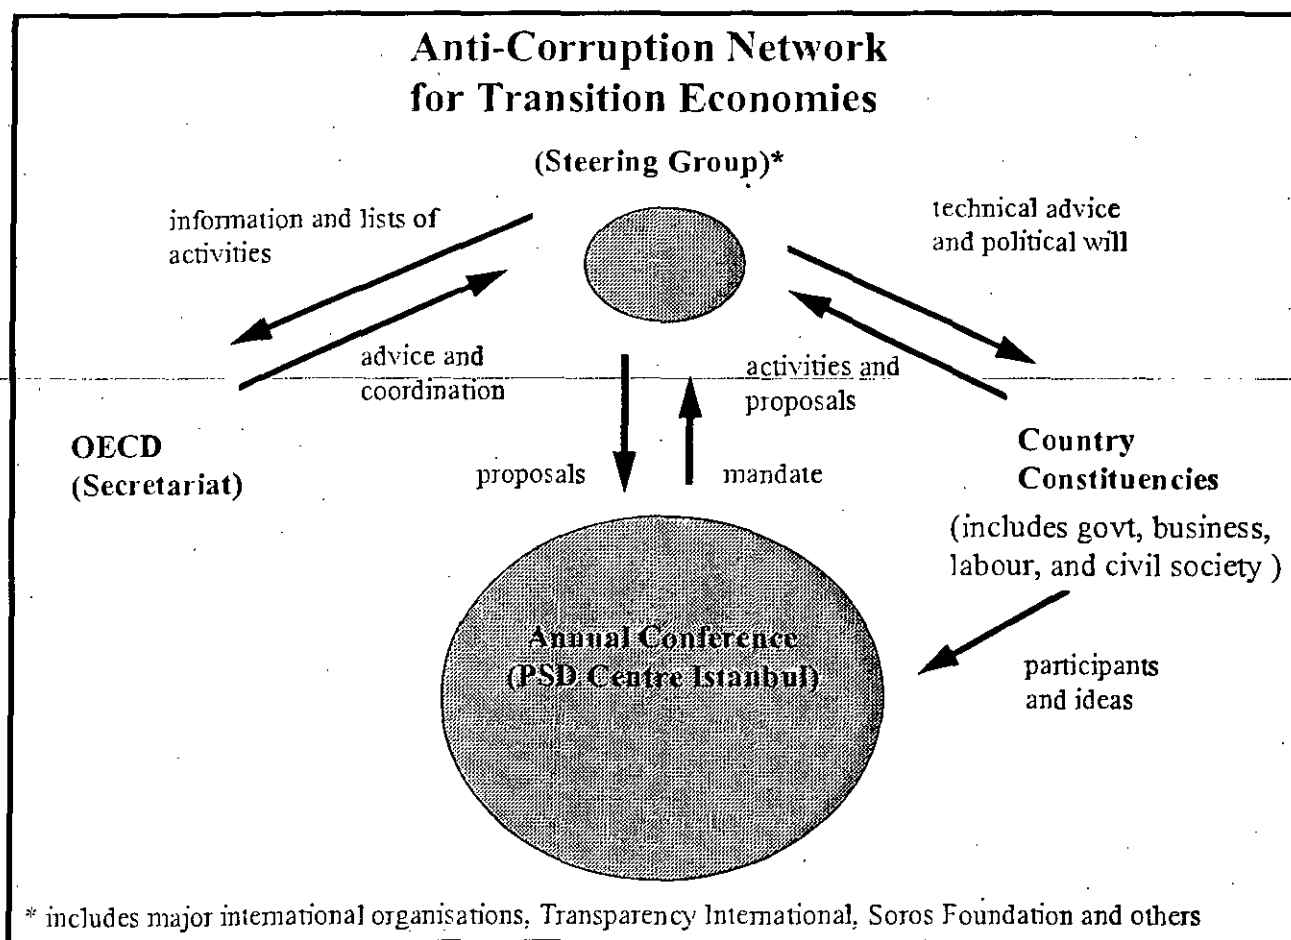 Anti-Corruption Network
for Transition Economies
(Steering Group)*
information and lists of
activities
technical advice
and political will
advice and
coordination
activities and
proposals
OECD
(Secretariat)
proposals
mandate
Country
Constituencies
(includes govt, business,
labour, and civil society )
Annual Conference
(PSD Centre Istanbul)
participants
and ideas
* includes major international organisations, Transparency International, Soros Foundation and others